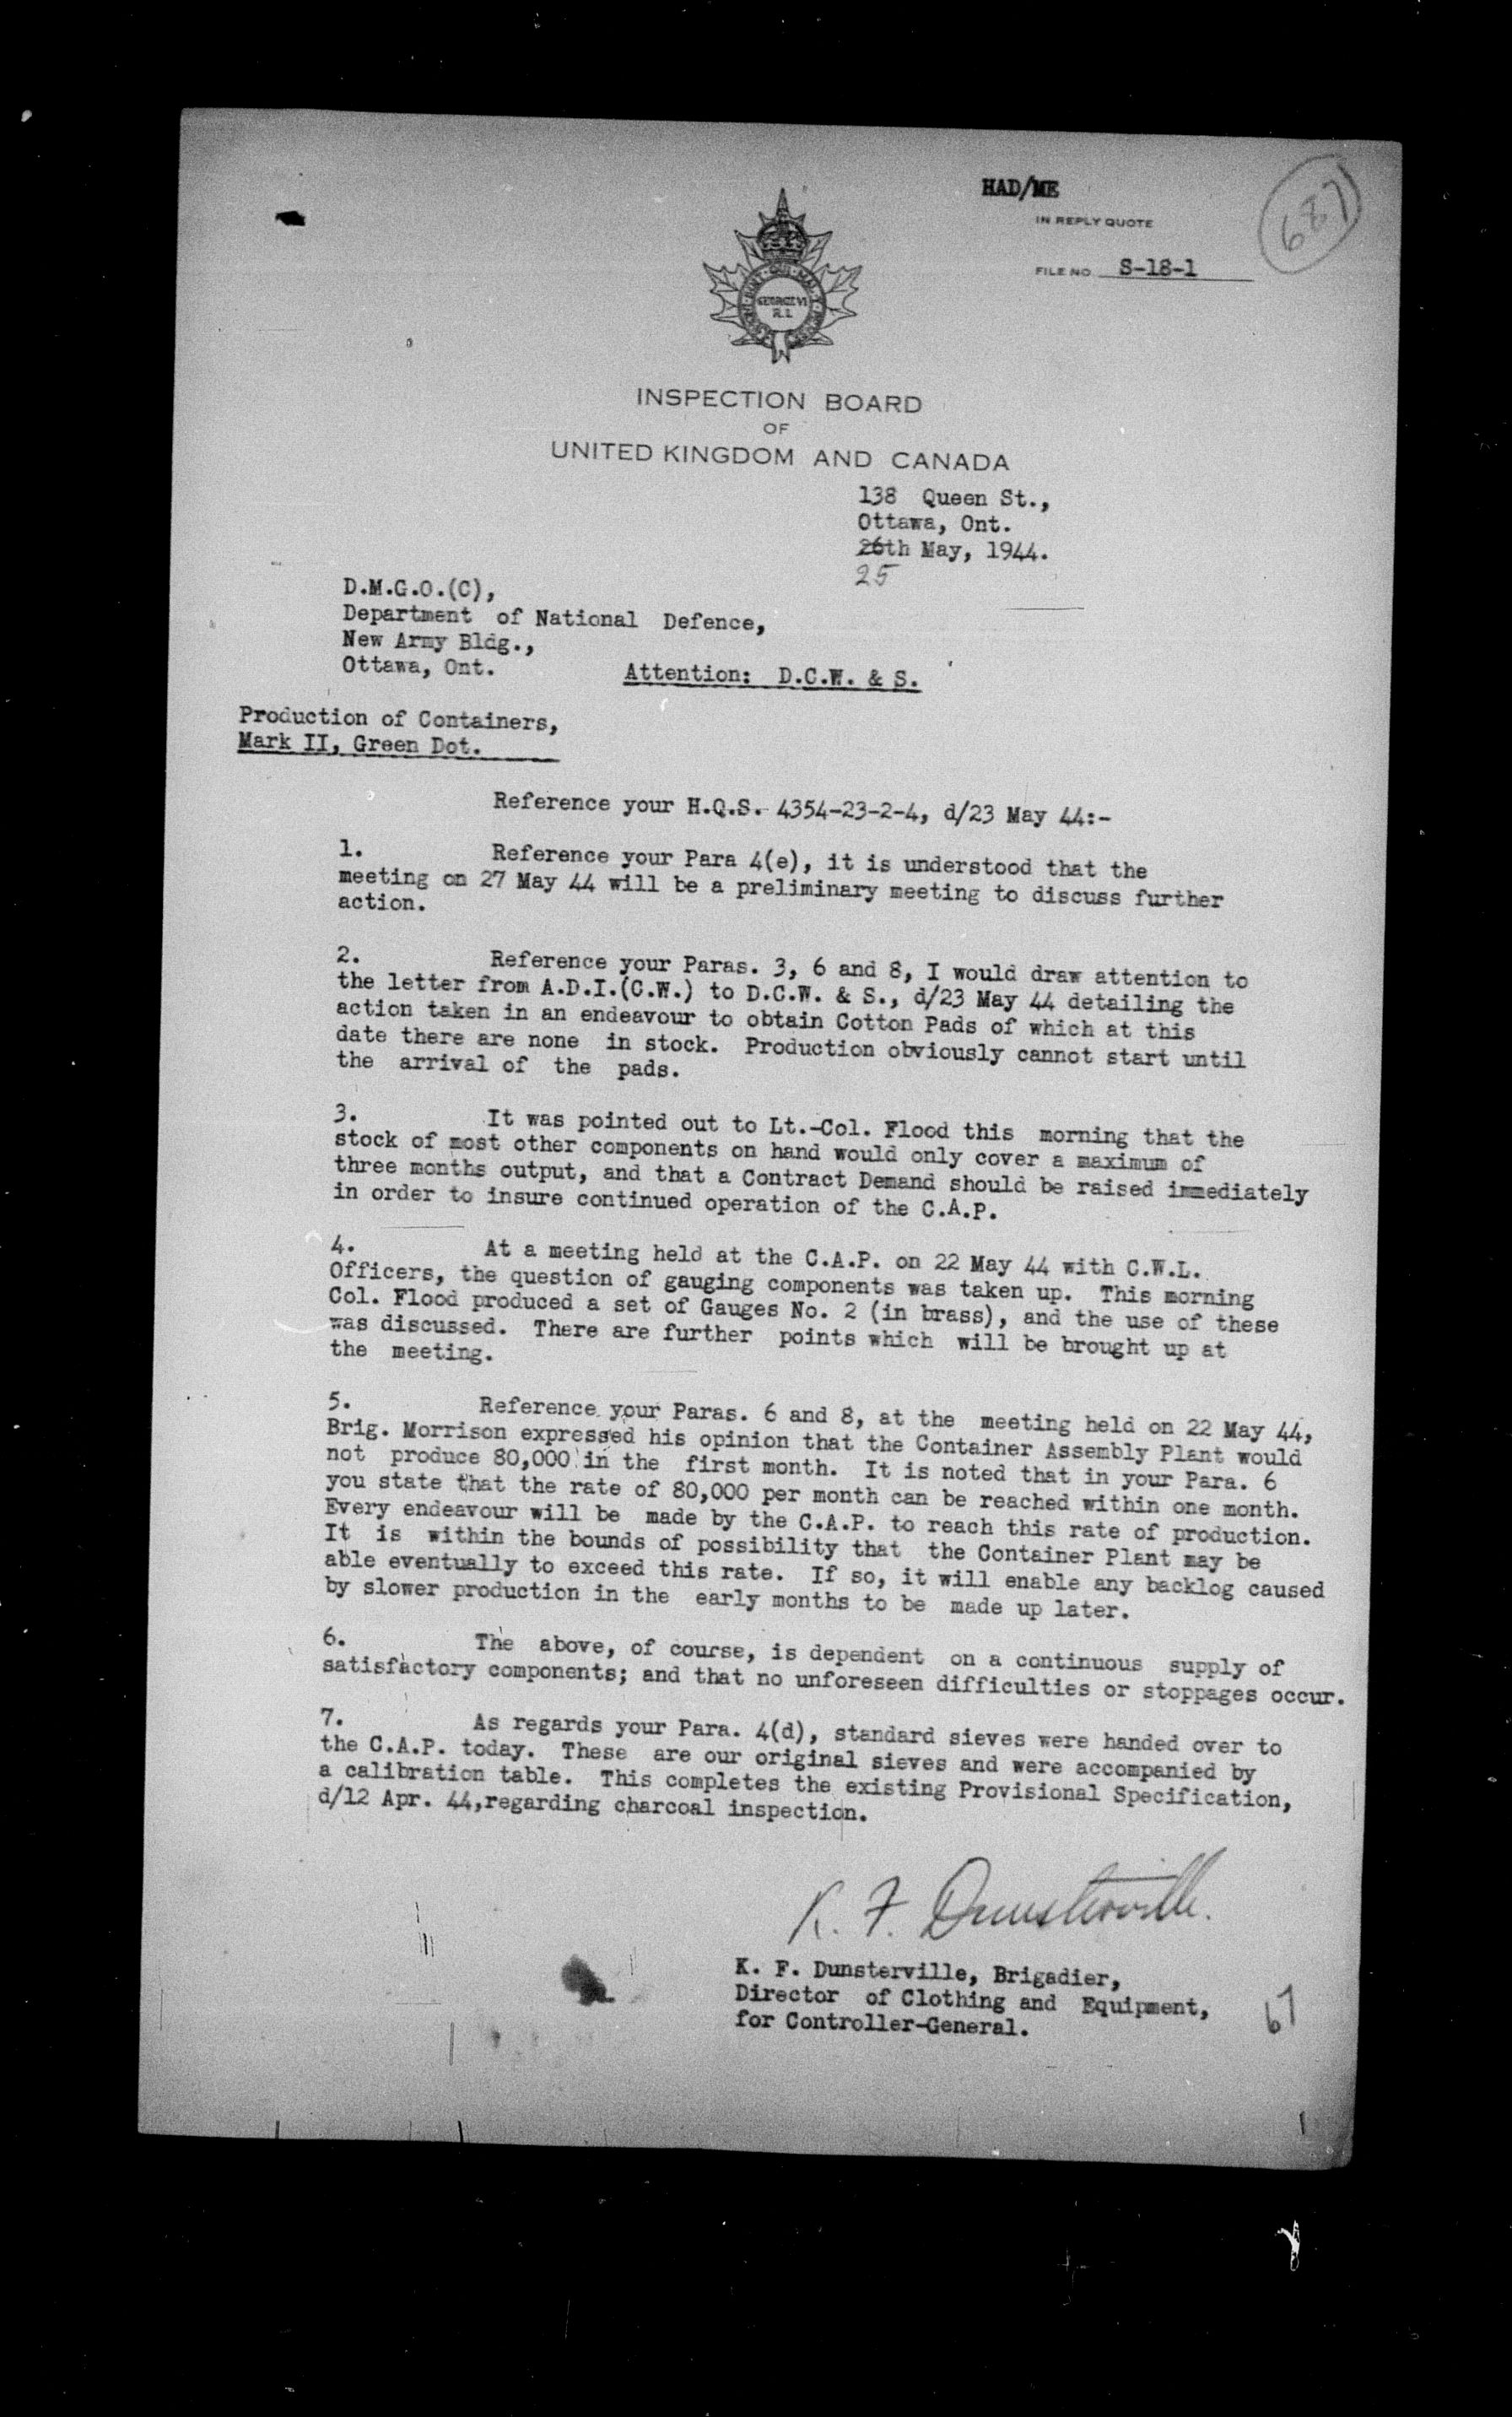 HAD/ME
687
IN REPLY QUOTE
FILE NO. S-18-1
GEORGE VI
R.I.
INSPECTION BOARD
OF
UNITED KINGDOM AND CANADA
138 Queen St.,
Ottawa, Ont.
26th May, 1944.
25
D.M.G.O.(C),
Department of National Defence,
New Army Bldg.,
Ottawa, Ont.
Attention: D.C.W. & S.
Production of Containers,
Mark II, Green Dot.
Reference your H.Q.S. 4354-23-2-4, d/23 May 44:-
1. Reference your Para 4(e), it is understood that the
meeting on 27 May 44 will be a preliminary meeting to discuss further
action.
2. Reference your Paras. 3, 6 and 8, I would draw attention to
the letter from A.D.I.(C.W.) to D.C.W. & S., d/23 May 44 detailing the
action taken in an endeavour to obtain Cotton Pads of which at this
date there are none in stock. Production obviously cannot start until
the arrival of the pads.
3. It was pointed out to Lt.-Col. Flood this morning that the
stock of most other components on hand would only cover a maximum of
three months output, and that a Contract Demand should be raised immediately
in order to insure continued operation of the C.A.P.
4. At a meeting held at the C.A.P. on 22 May 44 with C.W.L.
Officers, the question of gauging components was taken up. This morning
Col. Flood produced a set of Gauges No. 2 (in brass), and the use of these
was discussed. There are further points which will be brought up at
the meeting.
5. Reference your Paras. 6 and 8, at the meeting held on 22 May 44,
Brig. Morrison expressed his opinion that the Container Assembly Plant would
not produce 80,000 in the first month. It is noted that in your Para. 6
you state that the rate of 80,000 per month can be reached within one month.
Every endeavour will be made by the C.A.P. to reach this rate of production.
It is within the bounds of possibility that the Container Plant may be
able eventually to exceed this rate. If so, it will enable any backlog caused
by slower production in the early months to be made up later.
6. The above, of course, is dependent on a continuous supply of
satisfactory components; and that no unforeseen difficulties or stoppages occur.
7. As regards your Para. 4(d), standard sieves were handed over to
the C.A.P. today. These are our original sieves and were accompanied by
a calibration table. This completes the existing Provisional Specification,
d/12 Apr. 44,regarding charcoal inspection.
K. F. Dunsterville.
K. F. Dunsterville, Brigadier,
Director of Clothing and Equipment,
for Controller-General.
67